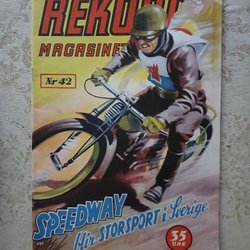 REKORD
MAGASINET
Nr 42
SPEEDWAY
blir STORSPORT i Sverige
35
ÖRE